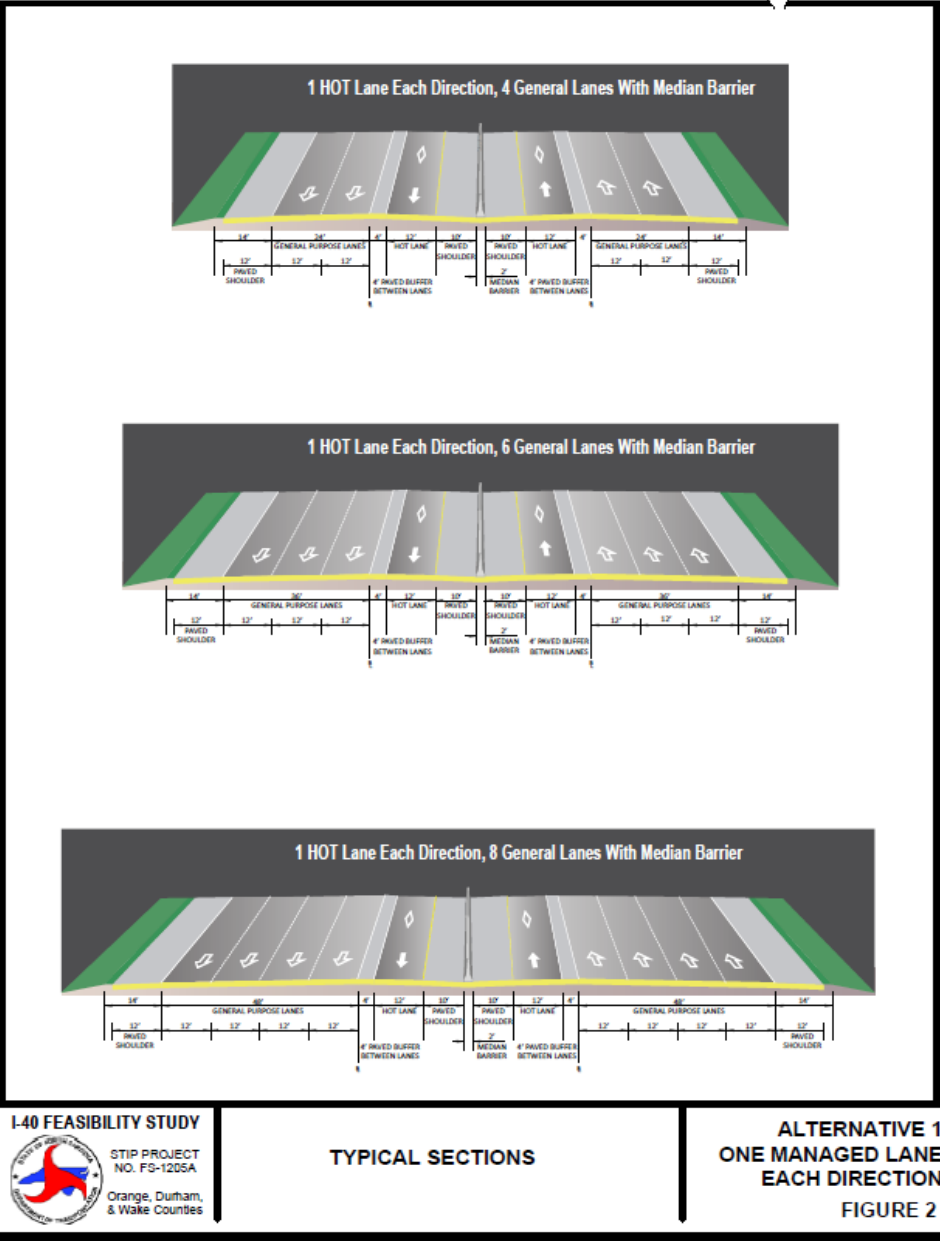 1 HOT Lane Each Direction, 4 General Lanes With Median Barrier
14' 24' 4' 12' 10' 10' 12' 4' 24' 14'
GENERAL PURPOSE LANES HOT LANE PAVED SHOULDER PAVED SHOULDER HOT LANE GENERAL PURPOSE LANES
12' 12' 12' 2' 12' 12' 12'
PAVED SHOULDER 4' PAVED BUFFER BETWEEN LANES MEDIAN BARRIER 4' PAVED BUFFER BETWEEN LANES PAVED SHOULDER
1 HOT Lane Each Direction, 6 General Lanes With Median Barrier
14' 36' 4' 12' 10' 10' 12' 4' 36' 14'
GENERAL PURPOSE LANES HOT LANE PAVED SHOULDER PAVED SHOULDER HOT LANE GENERAL PURPOSE LANES
12' 12' 12' 12' 2' 12' 12' 12' 12'
PAVED SHOULDER 4' PAVED BUFFER BETWEEN LANES MEDIAN BARRIER 4' PAVED BUFFER BETWEEN LANES PAVED SHOULDER
1 HOT Lane Each Direction, 8 General Lanes With Median Barrier
14' 48' 4' 12' 10' 10' 12' 4' 48' 14'
GENERAL PURPOSE LANES HOT LANE PAVED SHOULDER PAVED SHOULDER HOT LANE GENERAL PURPOSE LANES
12' 12' 12' 12' 12' 2' 12' 12' 12' 12' 12'
PAVED SHOULDER 4' PAVED BUFFER BETWEEN LANES MEDIAN BARRIER 4' PAVED BUFFER BETWEEN LANES PAVED SHOULDER
I-40 FEASIBILITY STUDY
STATE OF NORTH CAROLINA
DEPARTMENT OF TRANSPORTATION
STIP PROJECT
NO. FS-1205A
Orange, Durham,
& Wake Counties
TYPICAL SECTIONS
ALTERNATIVE 1
ONE MANAGED LANE
EACH DIRECTION
FIGURE 2